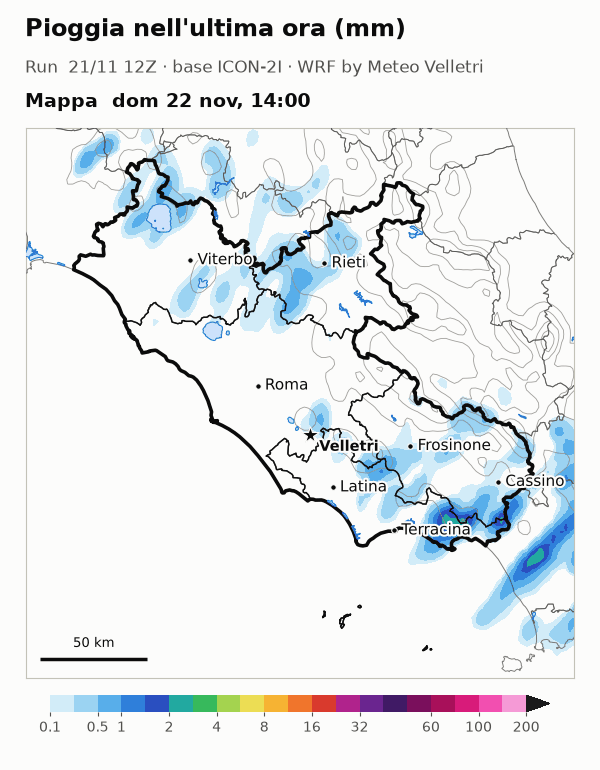 Pioggia nell'ultima ora (mm)
Run 21/11 12Z · base ICON-2I · WRF by Meteo Velletri
Mappa dom 22 nov, 14:00
Viterbo
Rieti
Roma
Velletri
Frosinone
Cassino
Latina
Terracina
50 km
0.1 0.5 1 2 4 8 16 32 60 100 200